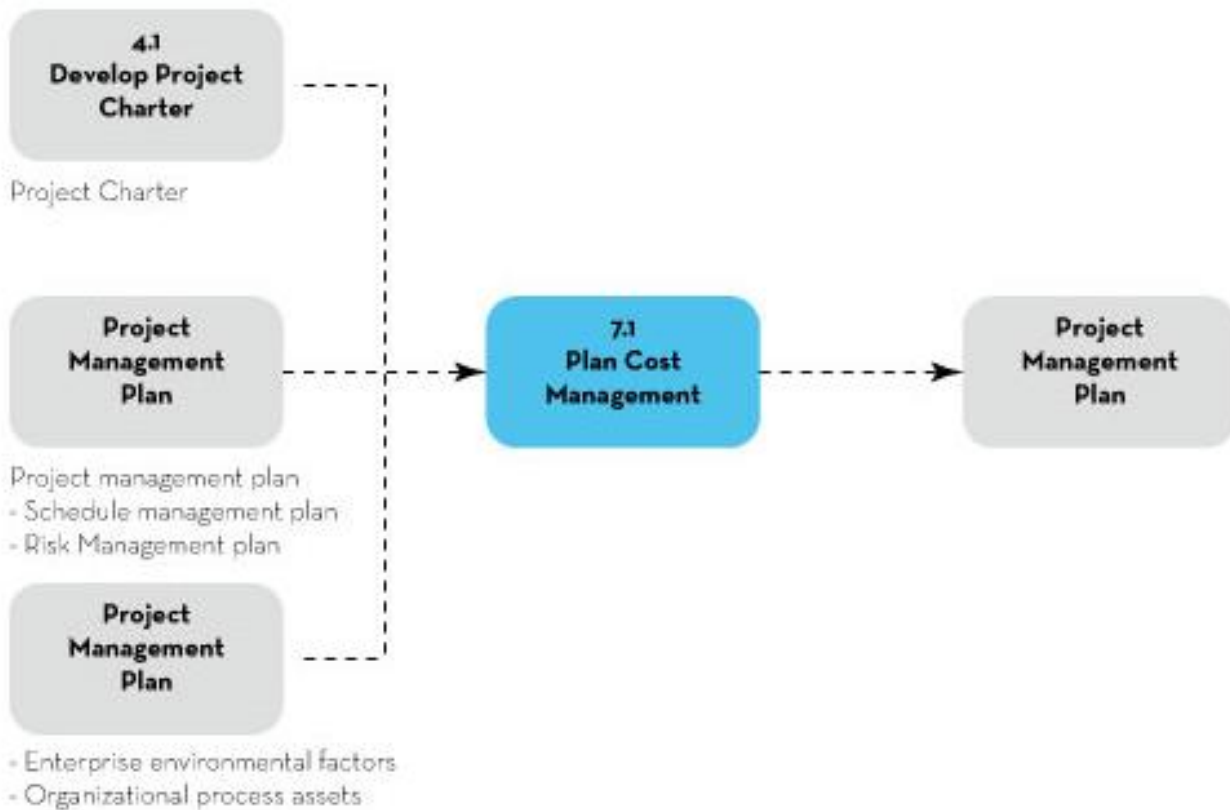 4.1
Develop Project
Charter
Project Charter
Project
Management
Plan
Project management plan
- Schedule management plan
- Risk Management plan
Project
Management
Plan
- Enterprise environmental factors
- Organizational process assets
7.1
Plan Cost
Management
Project
Management
Plan